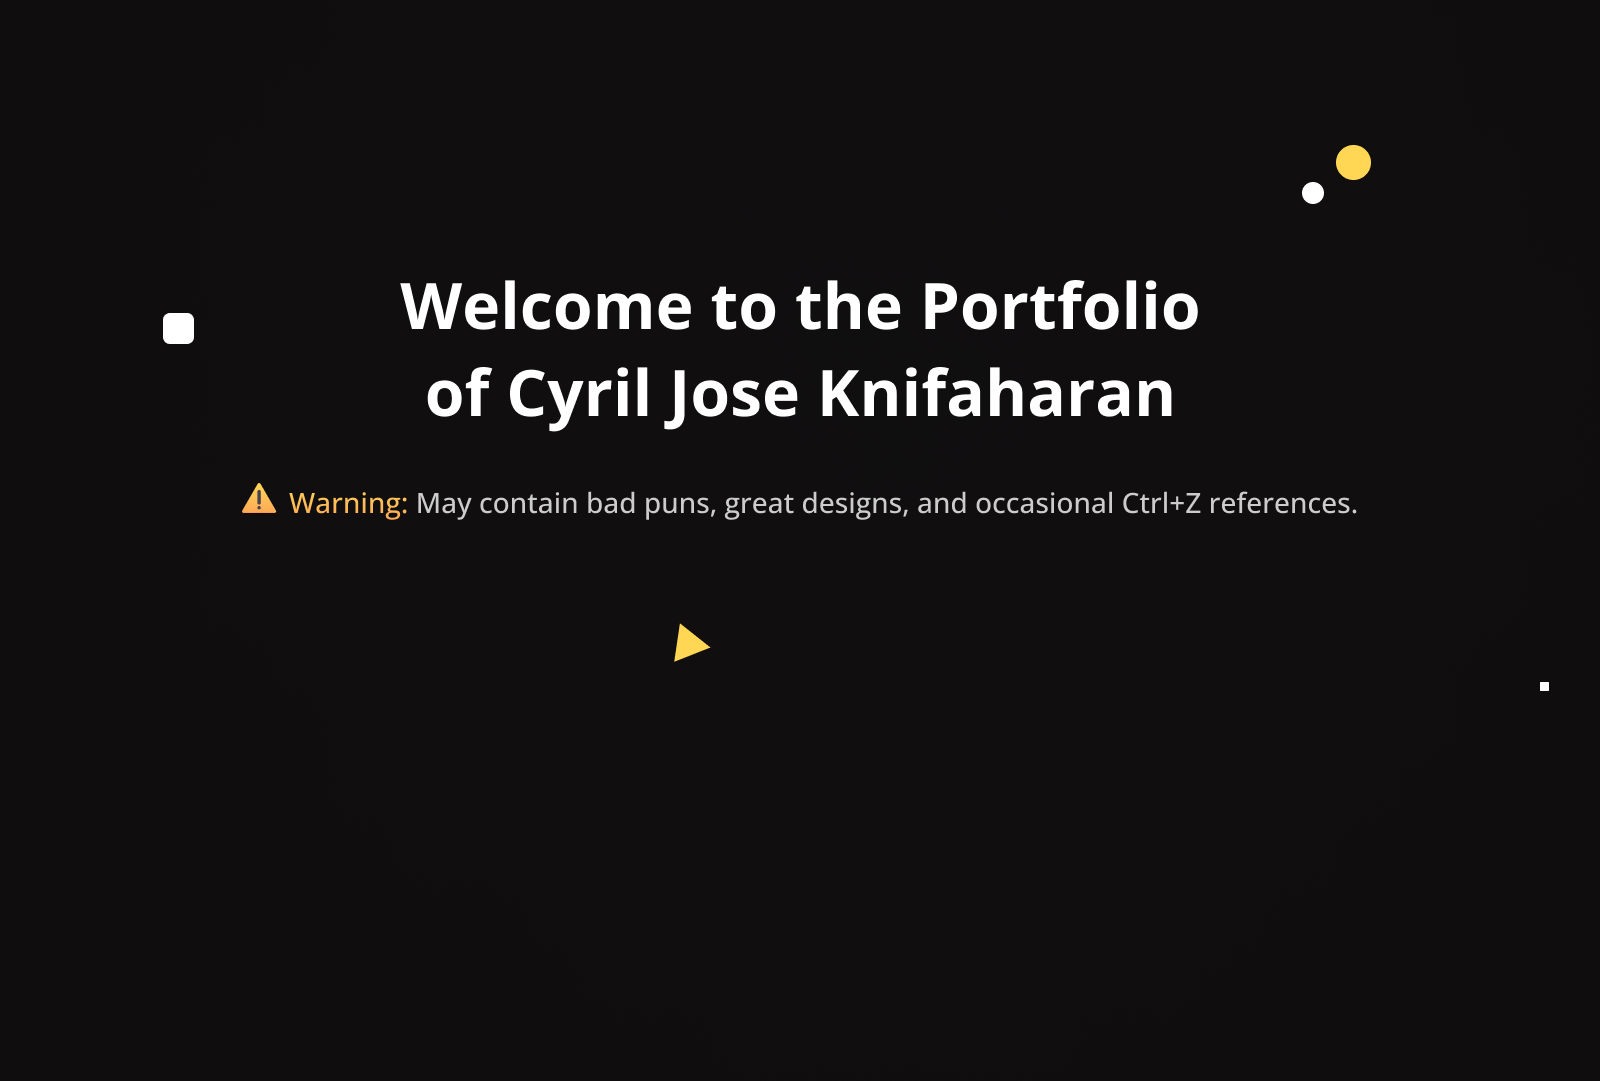 Welcome to the Portfolio
of Cyril Jose Knifaharan
⚠️ Warning: May contain bad puns, great designs, and occasional Ctrl+Z references.